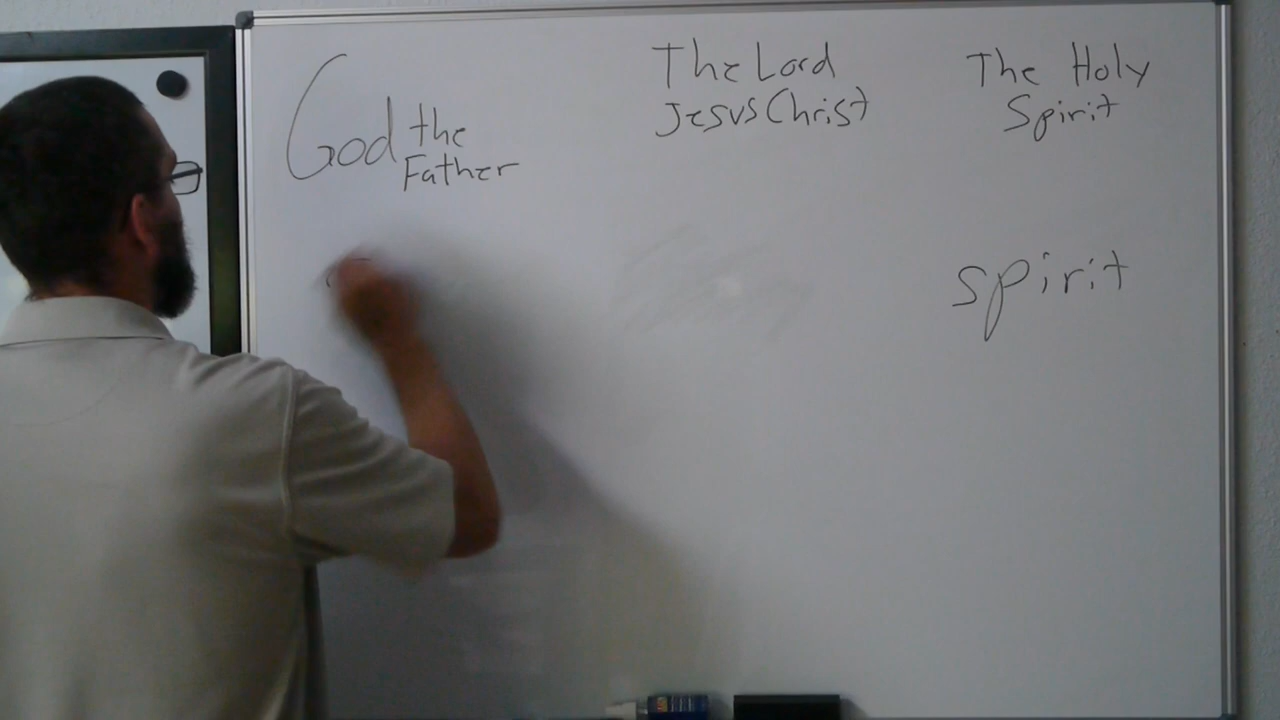 God the
Father
The Lord
Jesus Christ
The Holy
Spirit
spirit